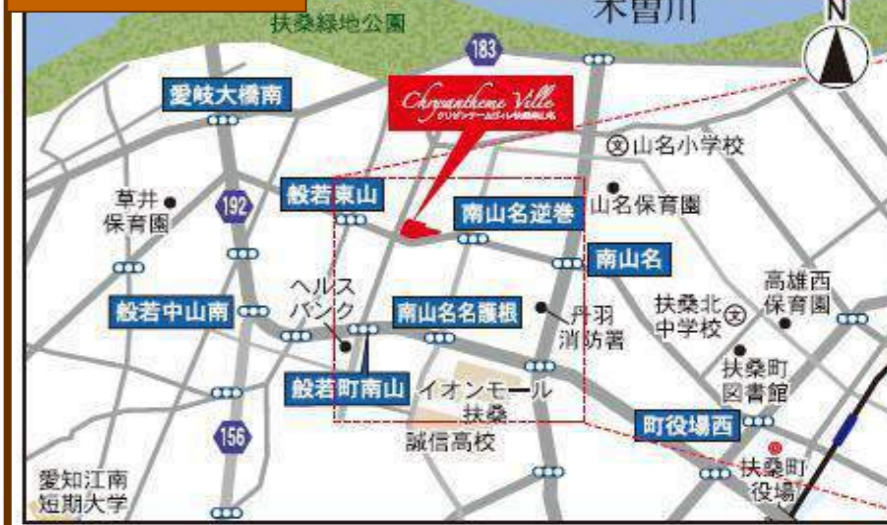 木曽川
N
扶桑緑地公園
183
愛岐大橋南
Chrysantheme Ville
山名小学校
文
般若東山
草井
保育園
192
南山名逆巻
山名保育園
南山名
ヘルス
バンク
高雄西
保育園
般若中山南
南山名名護根
丹羽
消防署
扶桑北
中学校
文
扶桑町
図書館
般若町南山
イオンモール
扶桑
町役場西
156
誠信高校
扶桑町
役場
愛知江南
短期大学